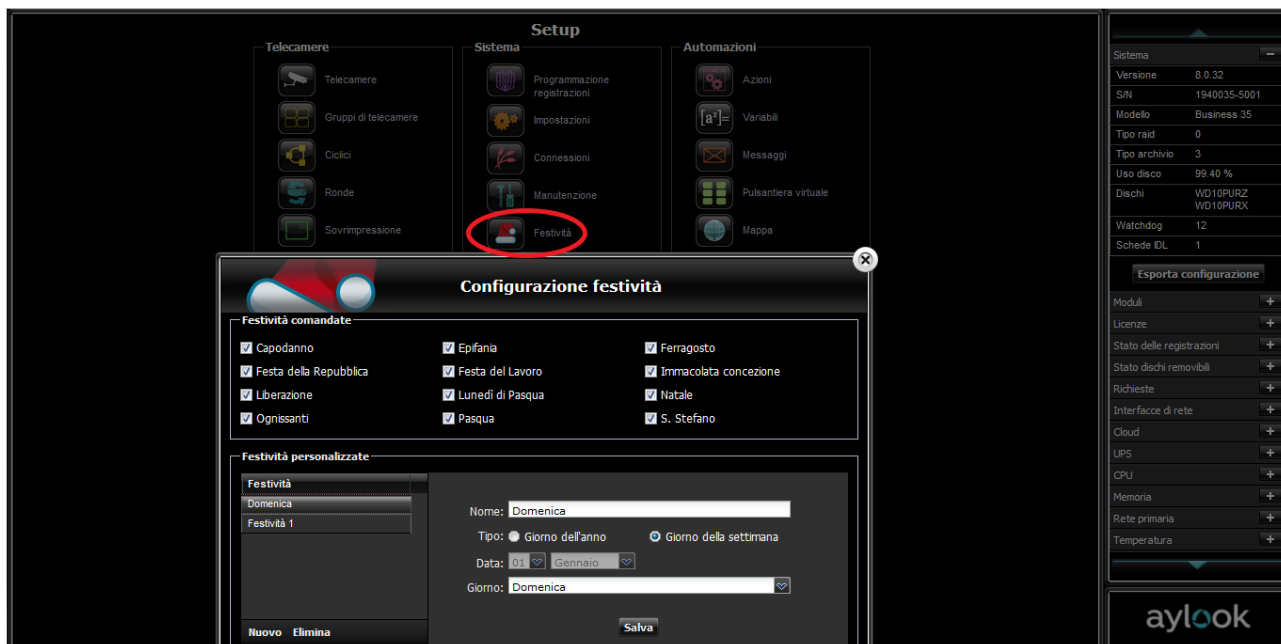 Setup
Telecamere
Telecamere
Gruppi di telecamere
Ciclici
Ronde
Sovrimpressione
Sistema
Programmazione
registrazioni
Impostazioni
Connessioni
Manutenzione
Festività
Automazioni
Azioni
[a²]=
Variabili
Messaggi
Pulsantiera virtuale
Mappa
Configurazione festività
Festività comandate
Capodanno
Epifania
Ferragosto
Festa della Repubblica
Festa del Lavoro
Immacolata concezione
Liberazione
Lunedì di Pasqua
Natale
Ognissanti
Pasqua
S. Stefano
Festività personalizzate
Festività
Domenica
Festività 1
Nuovo Elimina
Nome: Domenica
Tipo: Giorno dell'anno Giorno della settimana
Data: 01 Gennaio
Giorno: Domenica
Salva
Sistema
Versione 8.0.32
S/N 1940035-5001
Modello Business 35
Tipo raid 0
Tipo archivio 3
Uso disco 99.40 %
Dischi WD10PURZ
WD10PURX
Watchdog 12
Schede IDL 1
Esporta configurazione
Moduli
Licenze
Stato delle registrazioni
Stato dischi removibili
Richieste
Interfacce di rete
Cloud
UPS
CPU
Memoria
Rete primaria
Temperatura
aylook